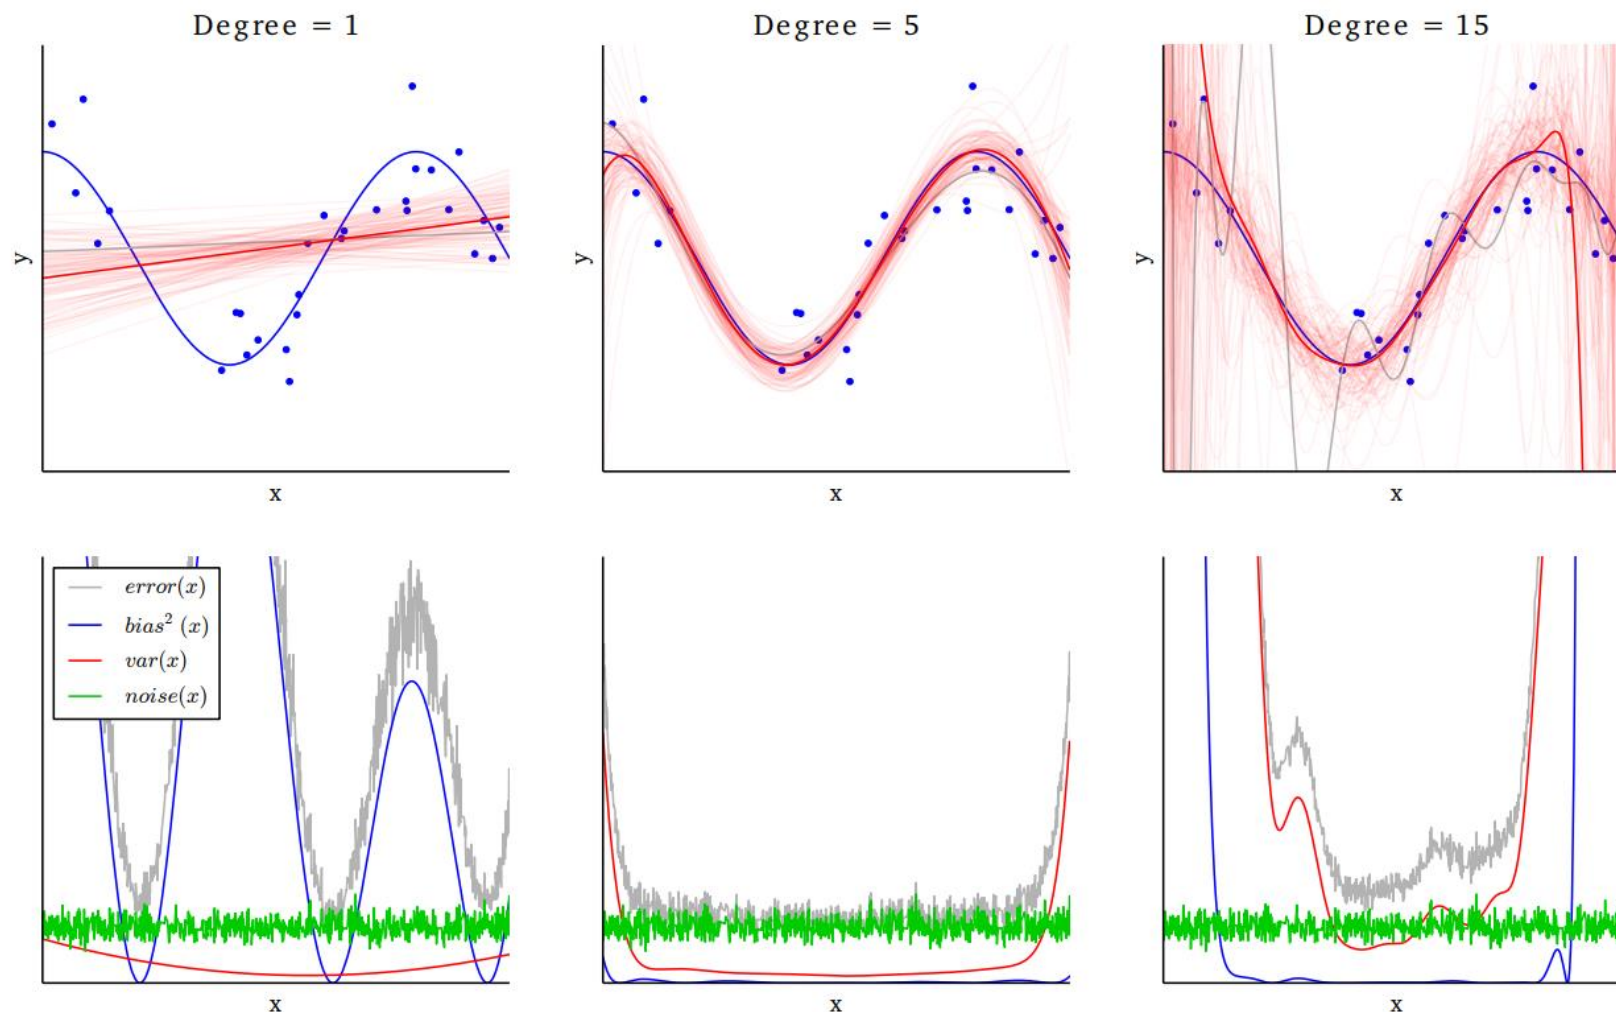 Degree = 1
Degree = 5
Degree = 15
y
y
y
x
x
x
error(x)
bias² (x)
var(x)
noise(x)
x
x
x